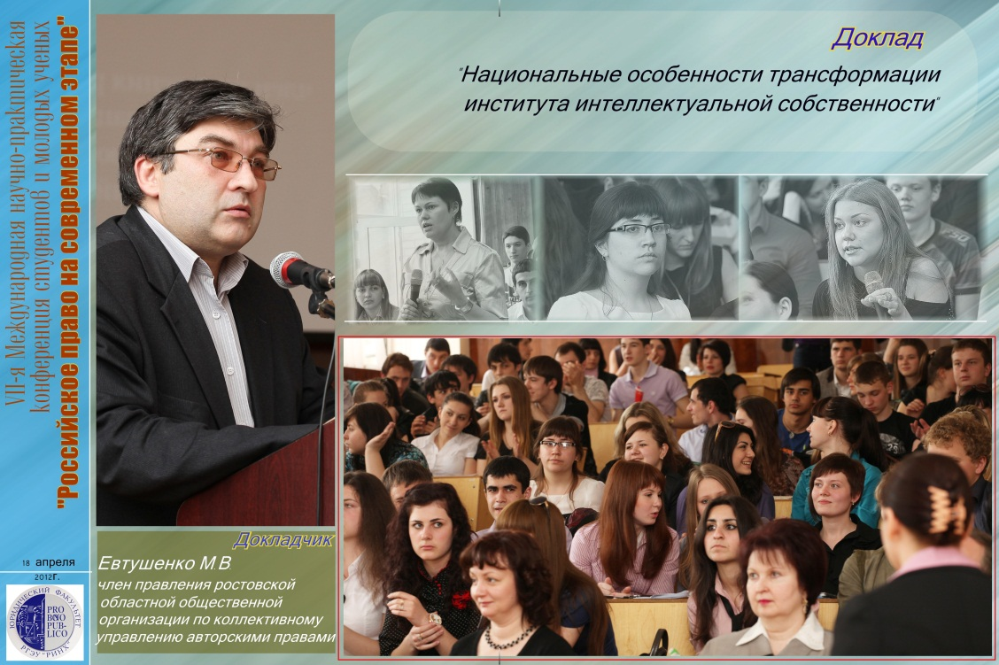 VII-я Международная научно-практическая
конференция студентов и молодых ученых
"Российское право на современном этапе"
18 апреля
2012г.
ЮРИДИЧЕСКИЙ ФАКУЛЬТЕТ
PRO
BONO
PUB-
LICO
РГЭУ "РИНХ"
Доклад
"Национальные особенности трансформации
института интеллектуальной собственности"
Докладчик
Евтушенко М В
член правления ростовской
областной общественной
организации по коллективному
управлению авторскими правами